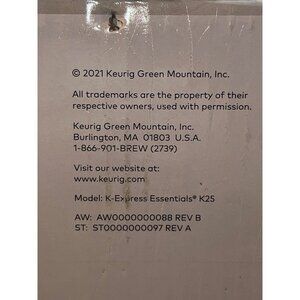 © 2021 Keurig Green Mountain, Inc.
All trademarks are the property of their
respective owners, used with permission.
Keurig Green Mountain, Inc.
Burlington, MA 01803 U.S.A.
1-866-901-BREW (2739)
Visit our website at:
www.keurig.com
Model: K-Express Essentials® K25
AW: AW0000000088 REV B
ST: ST0000000097 REV A